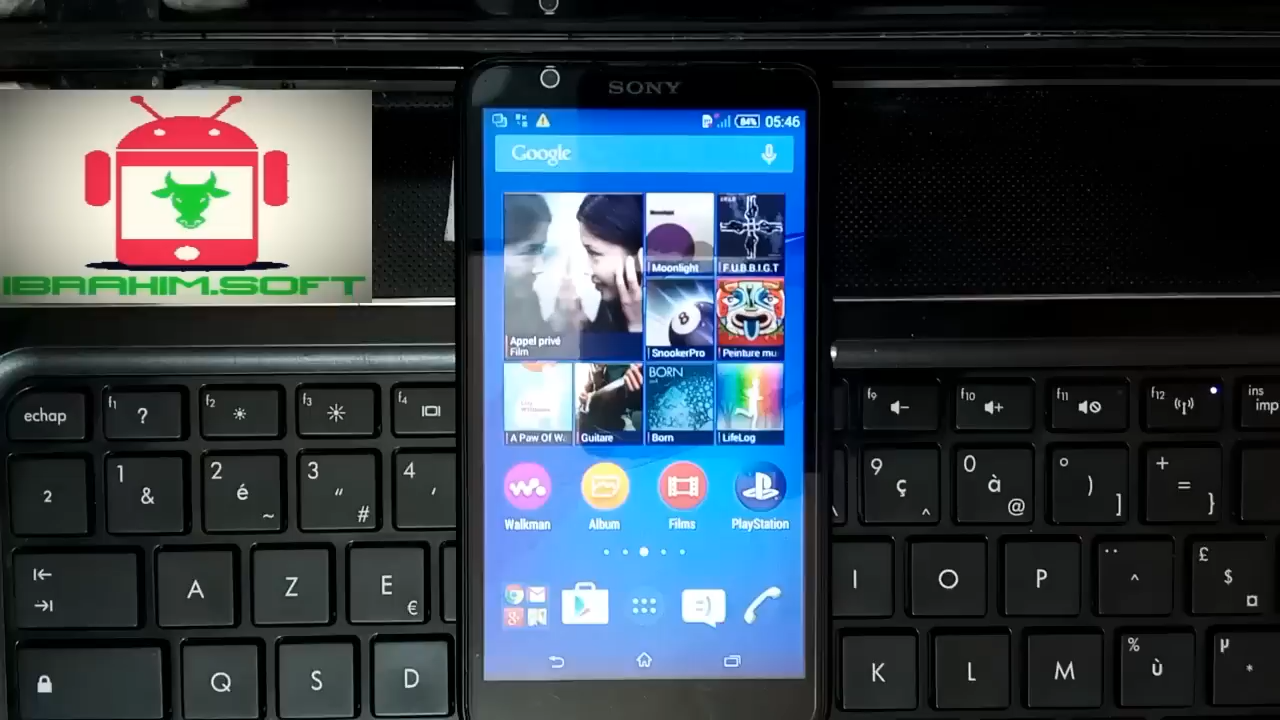 SONY
84% 05:46
Google
IBRAHIM.SOFT
Moonlight
F.U.B.B.I.G.T
Appel privé
Film
SnookerPro
Peinture mu
BORN
A Paw Of W.
Guitare
Born
LifeLog
Walkman
Album
Films
PlayStation
echap
f1 ?
f2
f3
f4
f9
f10
f11
f12
ins
imp
2
1 &
2 é ~
3 " #
4 '
9 ç ^
0 à @
° ) ]
+ = }
A
Z
E €
I
O
P
¨ ^
£ $ ¤
Q
S
D
K
L
M
% ù
µ *